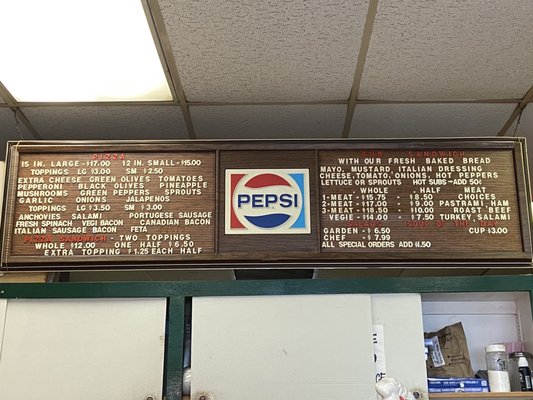 PIZZA
15 IN. LARGE - $17.00 12 IN. SMALL - $15.00
TOPPINGS LG $3.00 SM $2.50
EXTRA CHEESE GREEN OLIVES TOMATOES
PEPPERONI BLACK OLIVES PINEAPPLE
MUSHROOMS GREEN PEPPERS SPROUTS
GARLIC ONIONS JALAPENOS
TOPPINGS LG $3.50 SM $3.00
ANCHOVIES SALAMI PORTUGESE SAUSAGE
FRESH SPINACH VEGI BACON CANADIAN BACON
ITALIAN SAUSAGE FETA
PIZZA SANDWICH - TWO TOPPINGS
WHOLE $12.00 ONE HALF $6.50
EXTRA TOPPING $1.25 EACH HALF
PEPSI
SUB SANDWICH
WITH OUR FRESH BAKED BREAD
MAYO, MUSTARD, ITALIAN DRESSING
CHEESE, TOMATO, ONIONS, HOT PEPPERS
LETTUCE OR SPROUTS HOT SUBS - ADD 50¢
WHOLE HALF MEAT
1-MEAT - $15.75 - $8.50 CHOICES
2-MEAT - $17.00 - $9.00 PASTRAMI, HAM
3-MEAT - $18.50 - $10.00 ROAST-BEEF
VEGIE - $14.00 - $7.50 TURKEY, SALAMI
GARDEN - $6.50 CUP $3.00
CHEF - $7.99
ALL SPECIAL ORDERS ADD $1.50